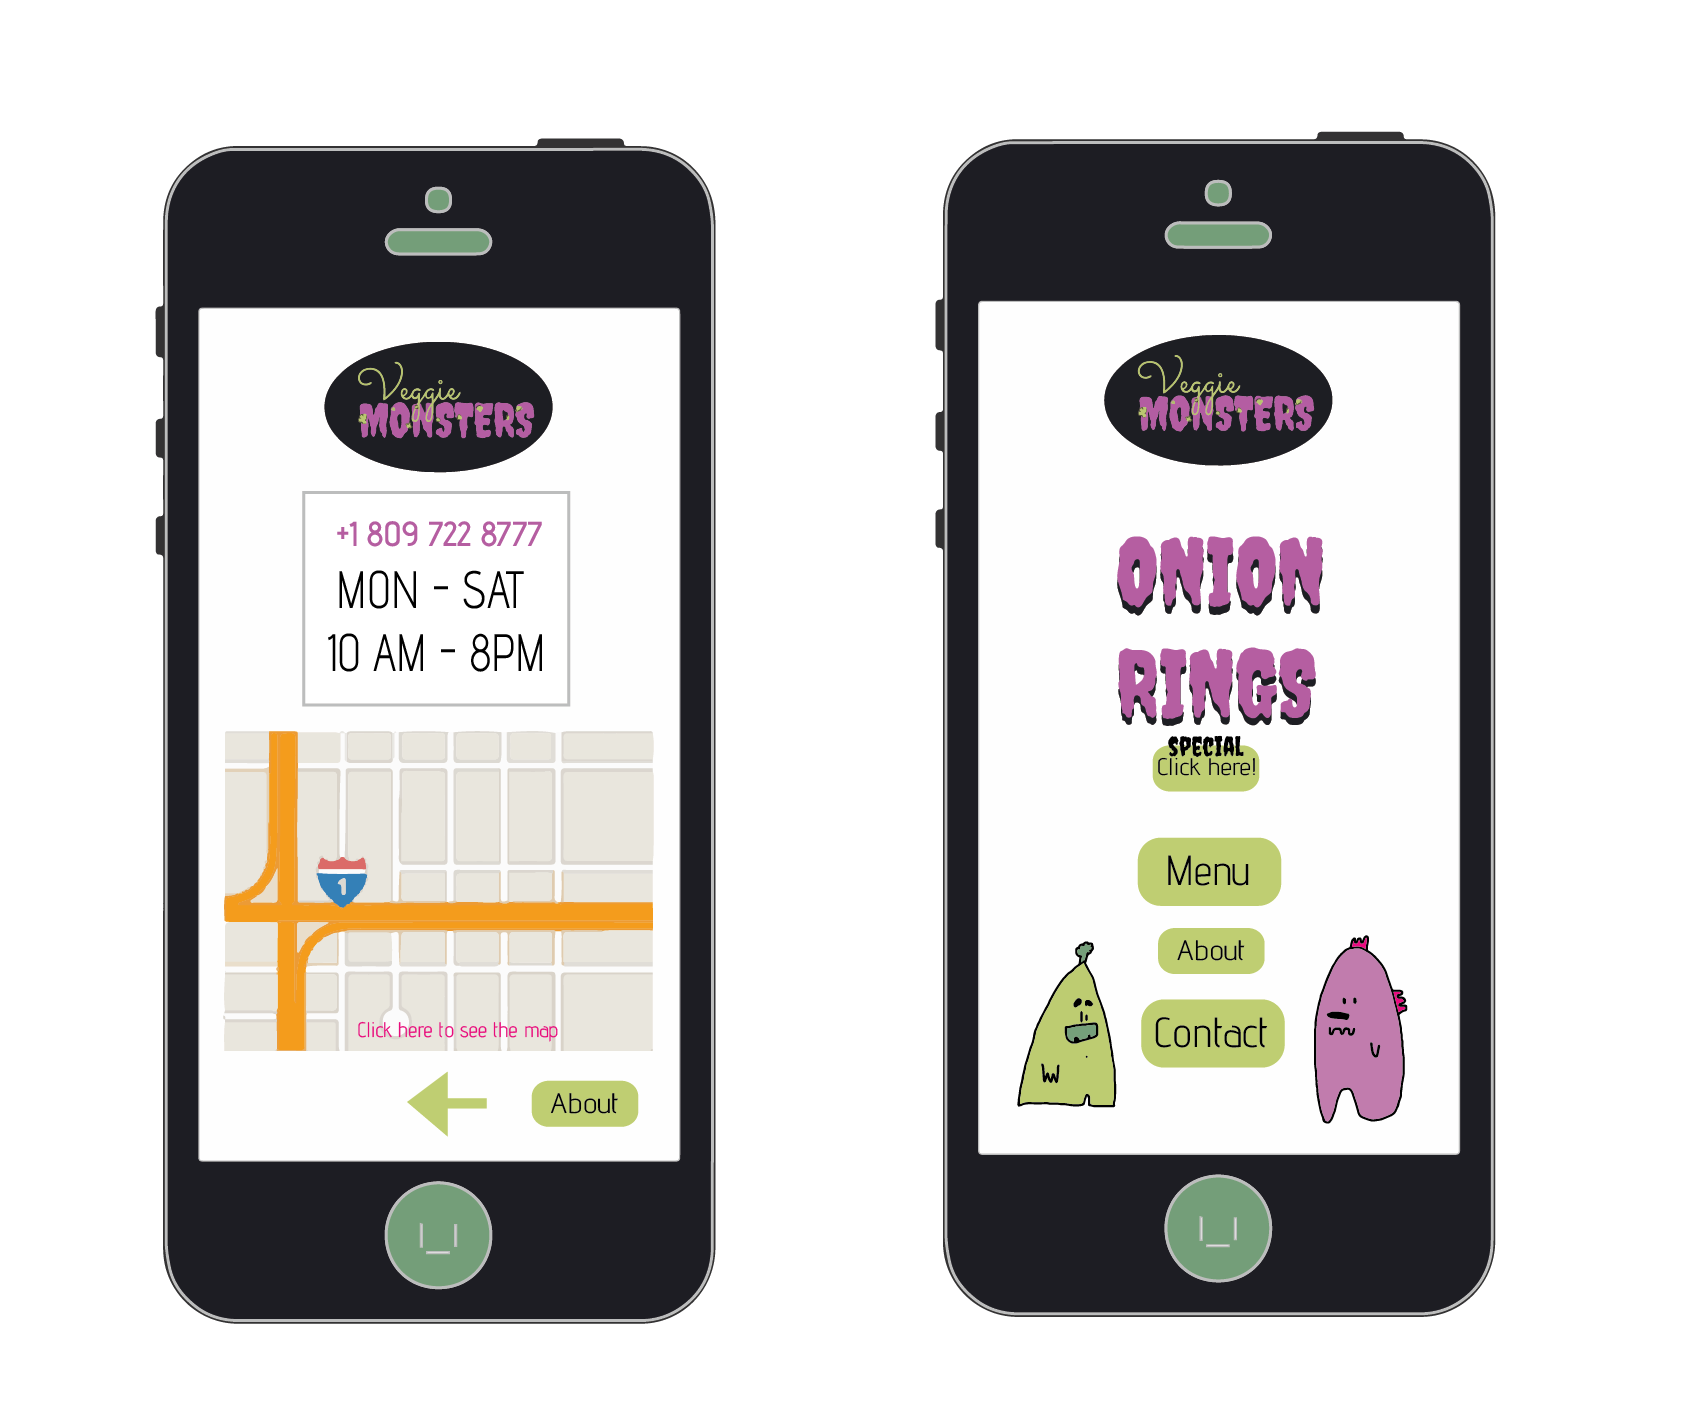 Veggie
MONSTERS
+1 809 722 8777
MON - SAT
10 AM - 8PM
1
Click here to see the map
About
Veggie
MONSTERS
ONION
RINGS
SPECIAL
Click here!
Menu
About
Contact